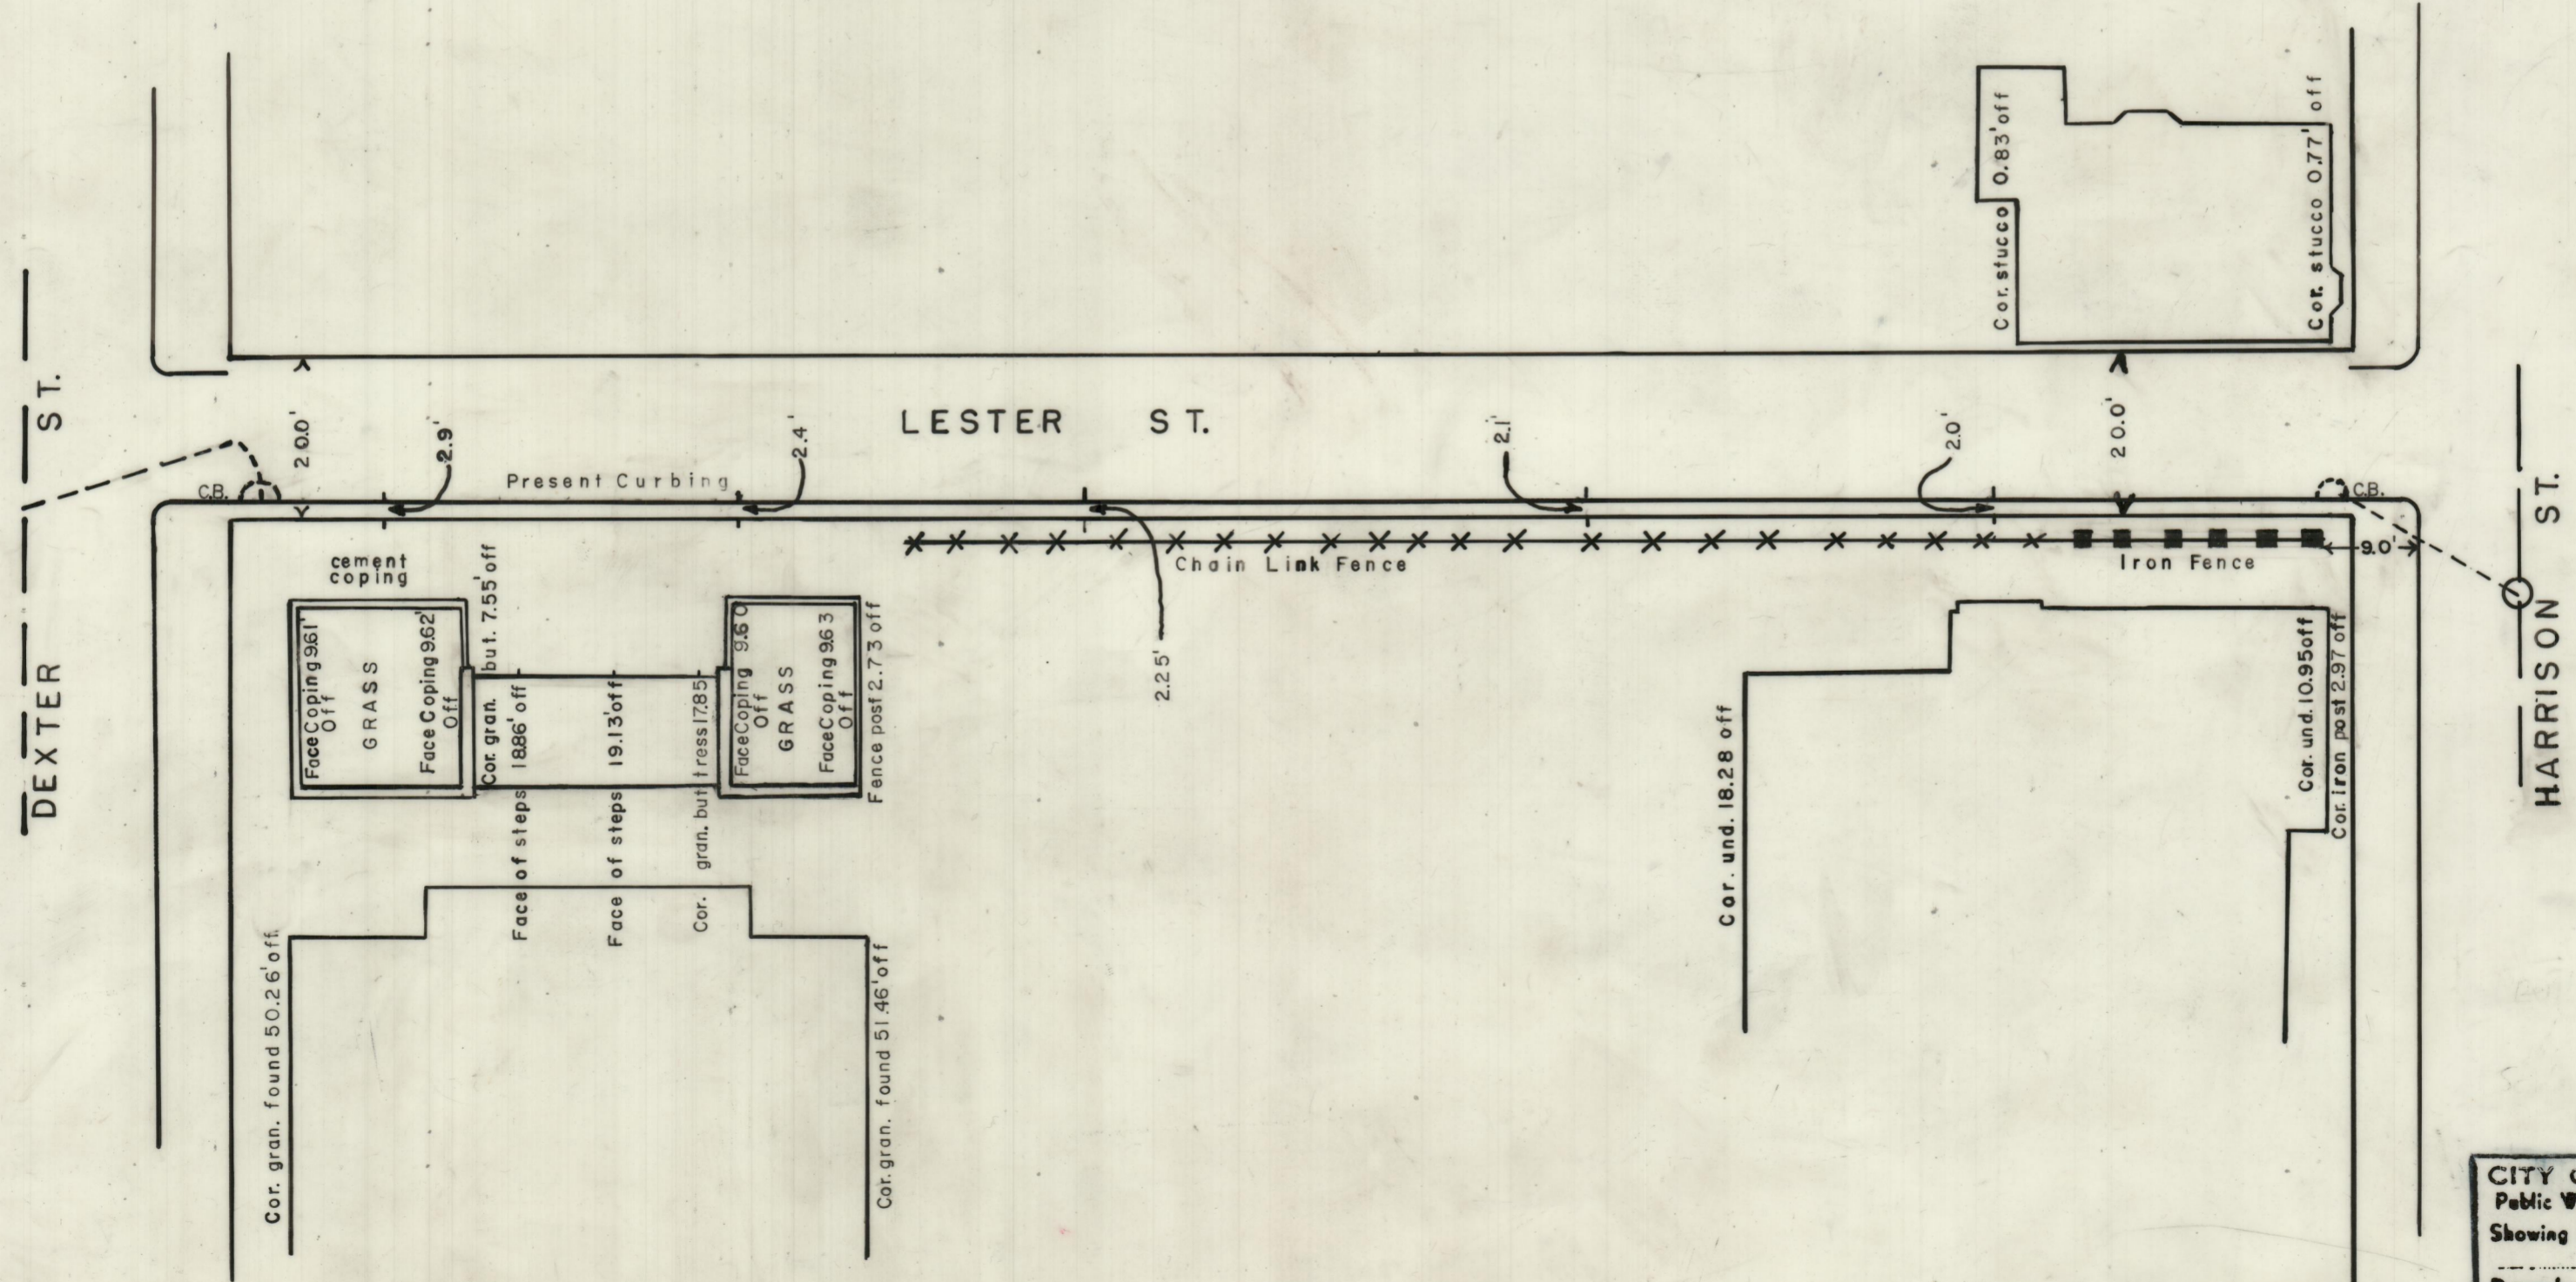 Cor. stucco 0.83' off
Cor. stucco 0.77' off
DEXTER ST.
20.0'
2.9'
2.4'
LESTER ST.
2.1'
2.0'
20.0'
C.B.
Present Curbing
C.B.
HARRISON ST.
cement
coping
Chain Link Fence
Iron Fence
9.0'
2.25'
Face Coping 9.61'
Off
GRASS
Face Coping 9.62'
Off
Cor. gran. but. 7.55' off
Face of steps 18.86' off
Face of steps 19.13' off
Cor. gran. buttress 17.85'
Face Coping 9.60
Off
GRASS
Face Coping 9.63
Off
Fence post 2.73 off
Cor. und. 18.28 off
Cor. und. 10.95 off
Cor. iron post 2.97 off
Cor. gran. found 50.26' off
Cor. gran. found 51.46' off
CITY
Public
Showing